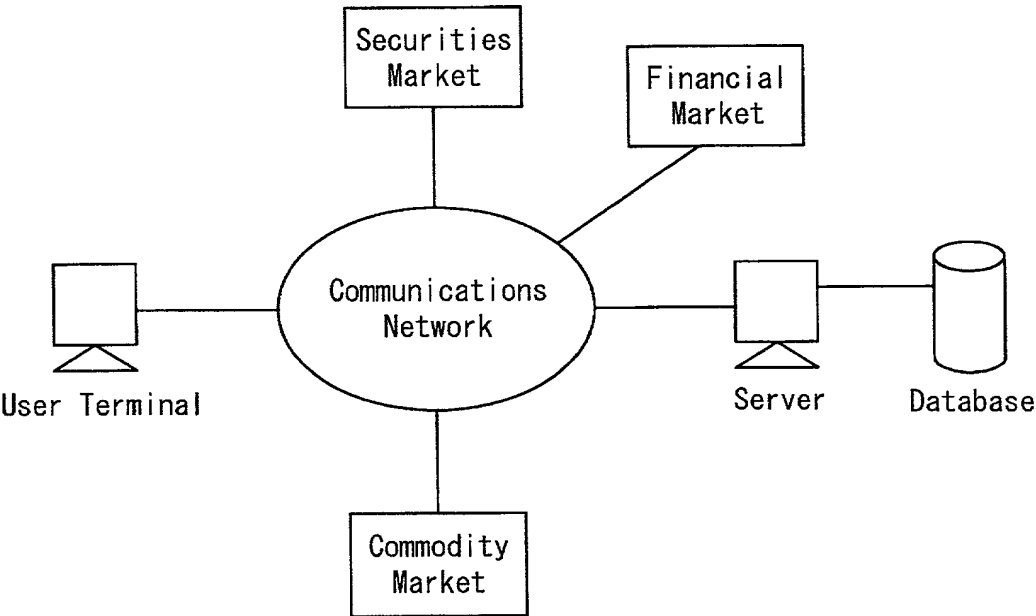 Securities
Market
Financial
Market
Communications
Network
User Terminal
Server
Database
Commodity
Market